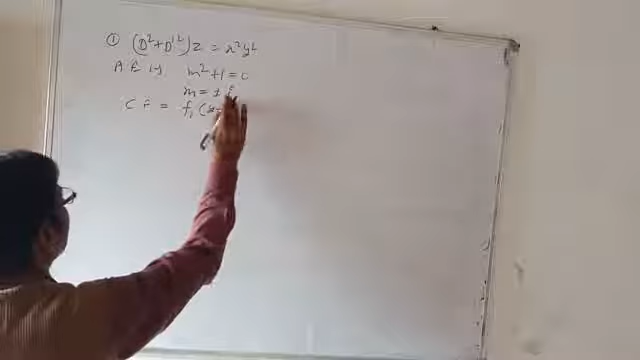 ① (D²+D'²)z = x²y²
A E is m²+1=0
m = ± i
C F = f₁(